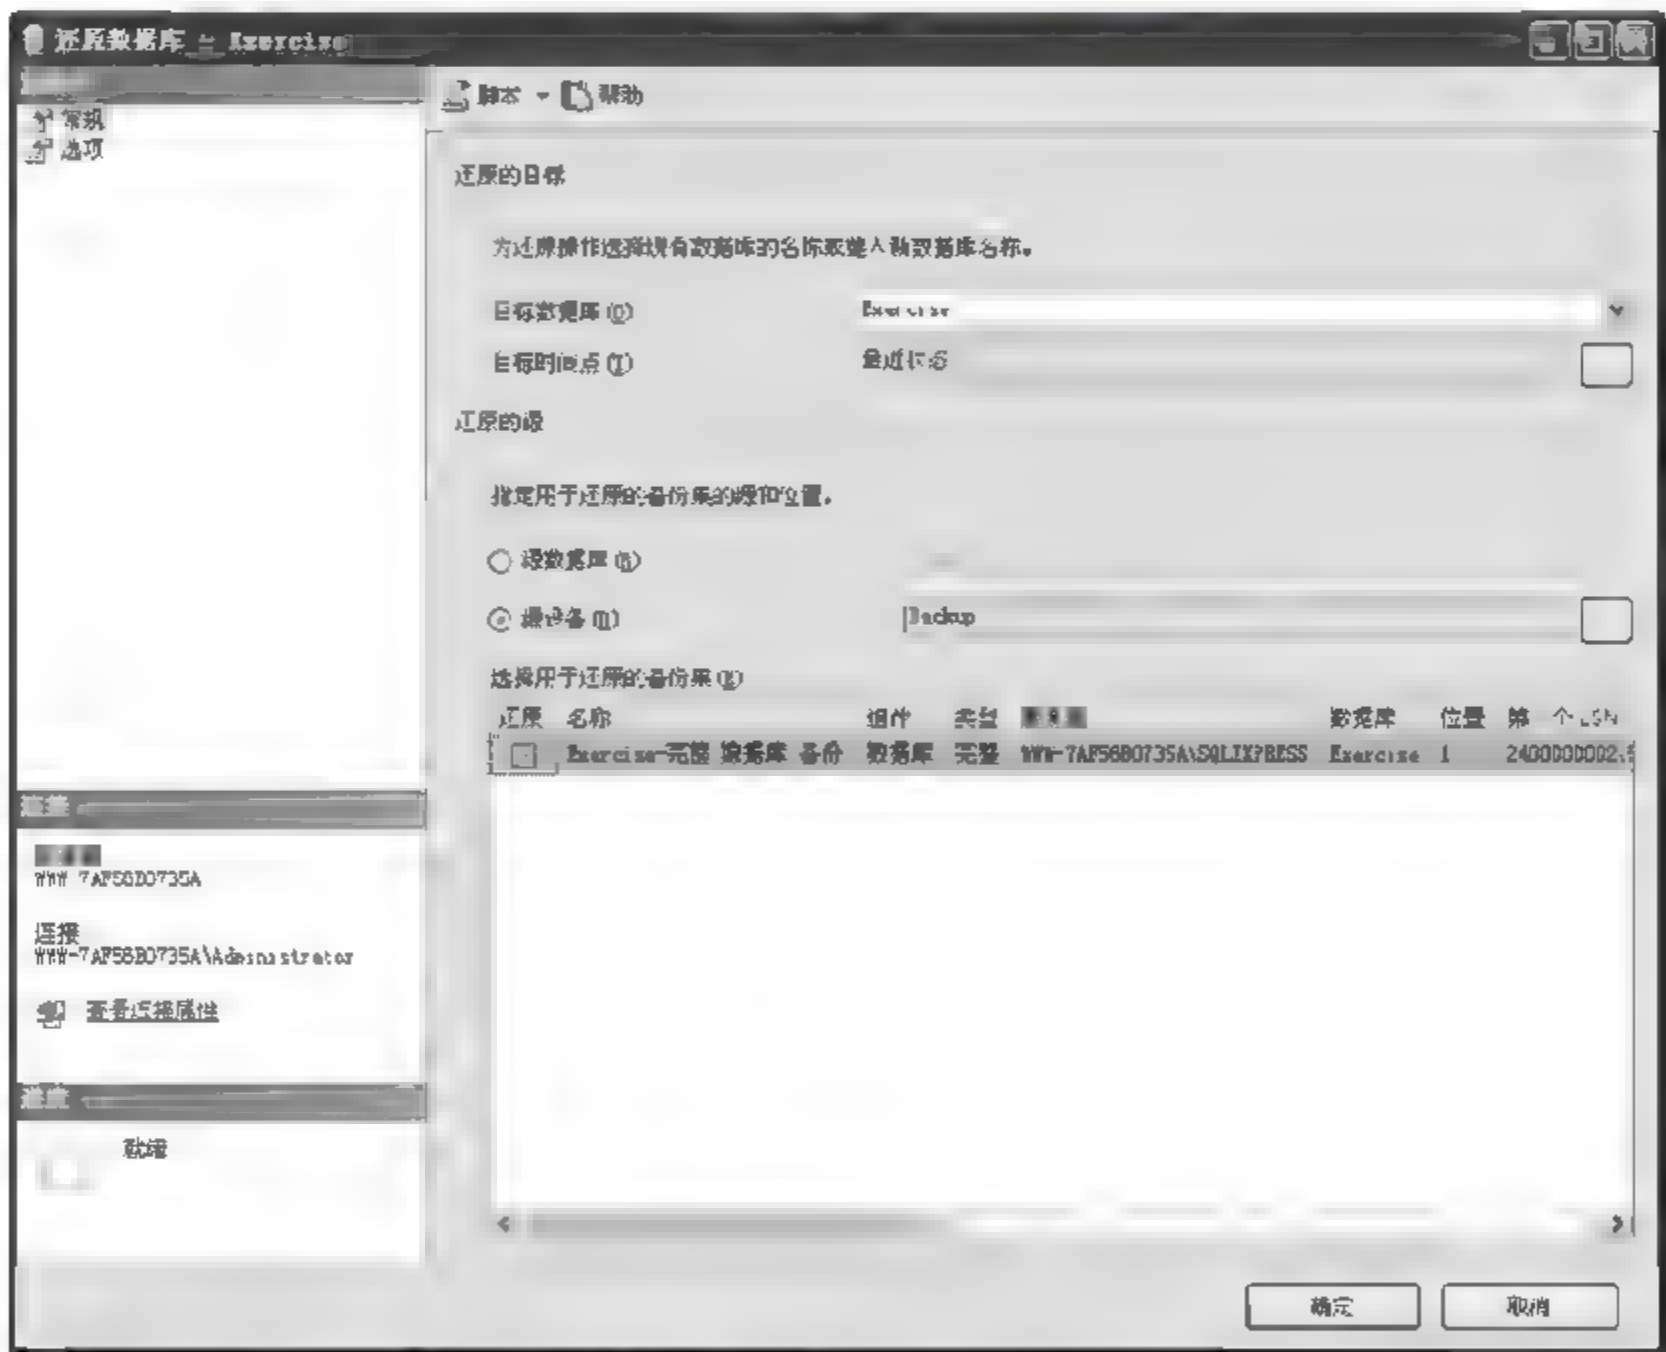 还原数据库 - Exercise
脚本 帮助
常规
选项
还原的目标
为还原操作选择现有数据库的名称或键入新数据库名称。
目标数据库(O) Exercise
目标时间点(T) 最近状态
还原的源
指定用于还原的备份集的源和位置。
源数据库(R)
源设备(D) Backup
选择用于还原的备份集(E)
还原 名称 组件 类型 数据库 位置 第一个 LSN
Exercise-完整 数据库 备份 数据库 完整 WWW-7AF56B0735A\SQLEXPRESS Exercise 1
连接
WWW-7AF56B0735A
连接
WWW-7AF56B0735A\Administrator
查看连接属性
进度
就绪
确定 取消